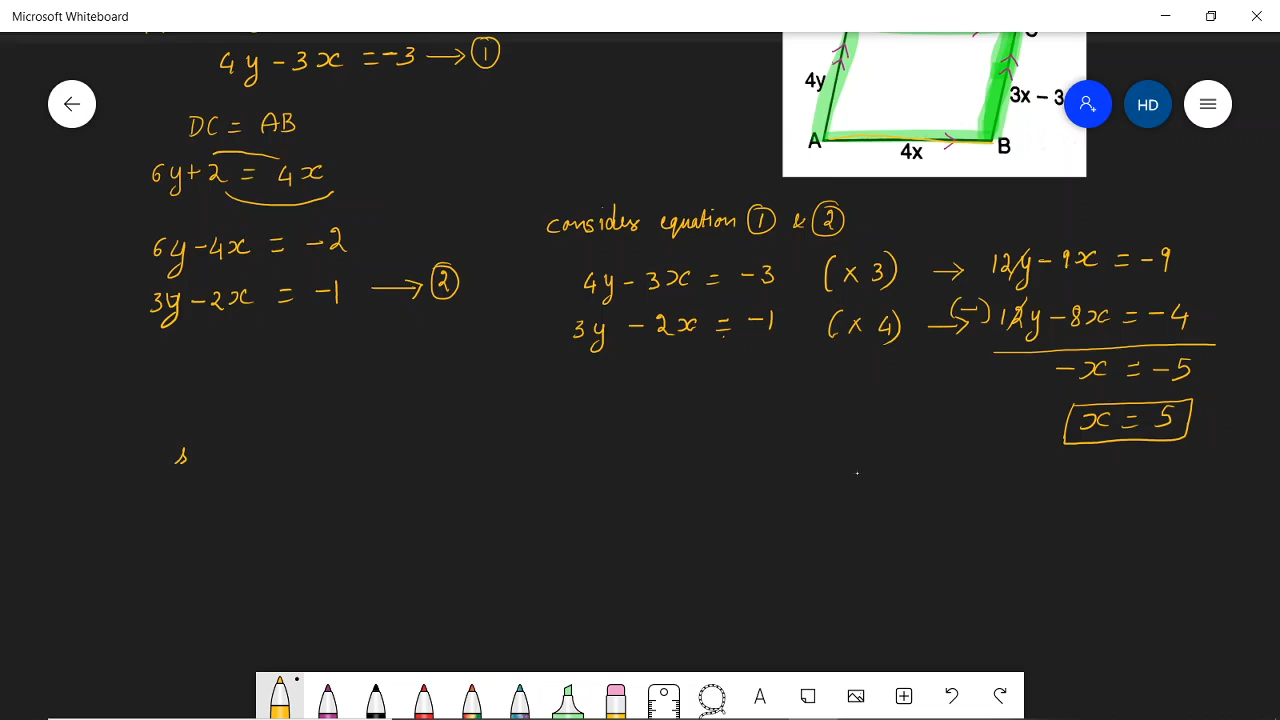 Microsoft Whiteboard
4y - 3x = -3 → ①
DC = AB
6y + 2 = 4x
6y - 4x = -2
3y - 2x = -1 → ②
s
4y
3x - 3
A
4x
B
HD
consider equation ① & ②
4y - 3x = -3 (× 3) → 12y - 9x = -9
3y - 2x = -1 (× 4) → (-) 12y - 8x = -4
-x = -5
x = 5
A